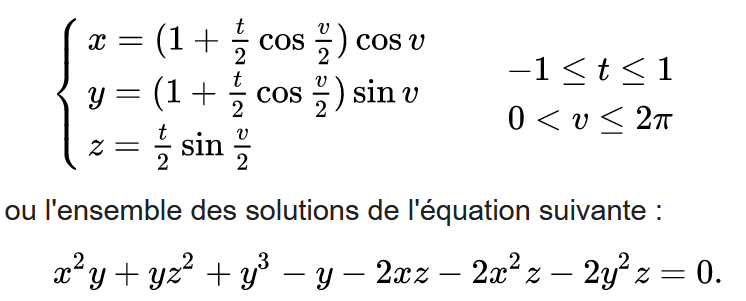 x = (1 + t/2 cos v/2) cos v
y = (1 + t/2 cos v/2) sin v
z = t/2 sin v/2
−1 ≤ t ≤ 1
0 < v ≤ 2π
ou l'ensemble des solutions de l'équation suivante :
x²y + yz² + y³ − y − 2xz − 2x²z − 2y²z = 0.